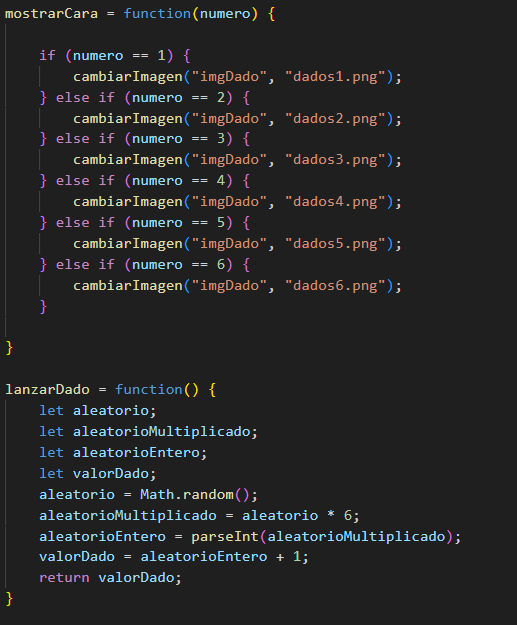 mostrarCara = function(numero) {
if (numero == 1) {
cambiarImagen("imgDado", "dados1.png");
} else if (numero == 2) {
cambiarImagen("imgDado", "dados2.png");
} else if (numero == 3) {
cambiarImagen("imgDado", "dados3.png");
} else if (numero == 4) {
cambiarImagen("imgDado", "dados4.png");
} else if (numero == 5) {
cambiarImagen("imgDado", "dados5.png");
} else if (numero == 6) {
cambiarImagen("imgDado", "dados6.png");
}
}
lanzarDado = function() {
let aleatorio;
let aleatorioMultiplicado;
let aleatorioEntero;
let valorDado;
aleatorio = Math.random();
aleatorioMultiplicado = aleatorio * 6;
aleatorioEntero = parseInt(aleatorioMultiplicado);
valorDado = aleatorioEntero + 1;
return valorDado;
}